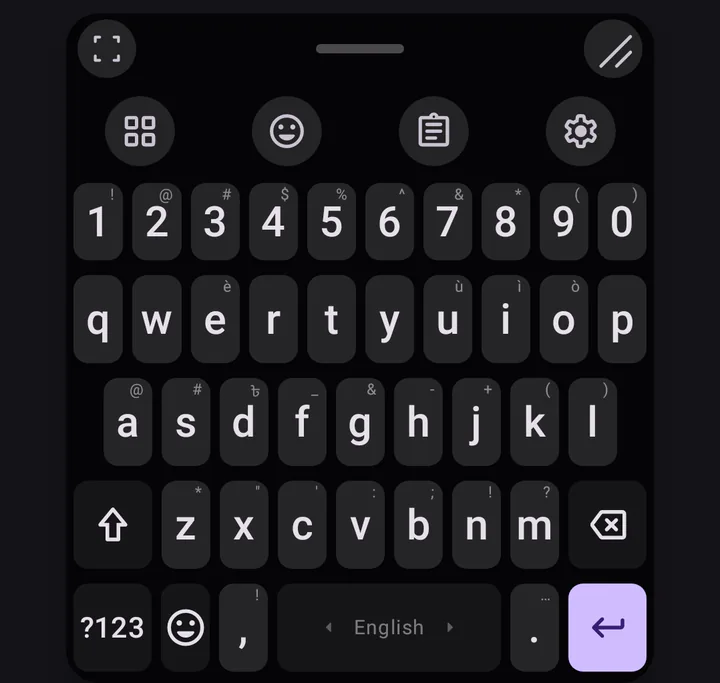 ! @ # $ % ^ & * ( )
1 2 3 4 5 6 7 8 9 0
è ù ì ò
q w e r t y u i o p
@ # _ & - + ( )
a s d f g h j k l
* " ' : ; ! ?
z x c v b n m
! …
?123 , English .